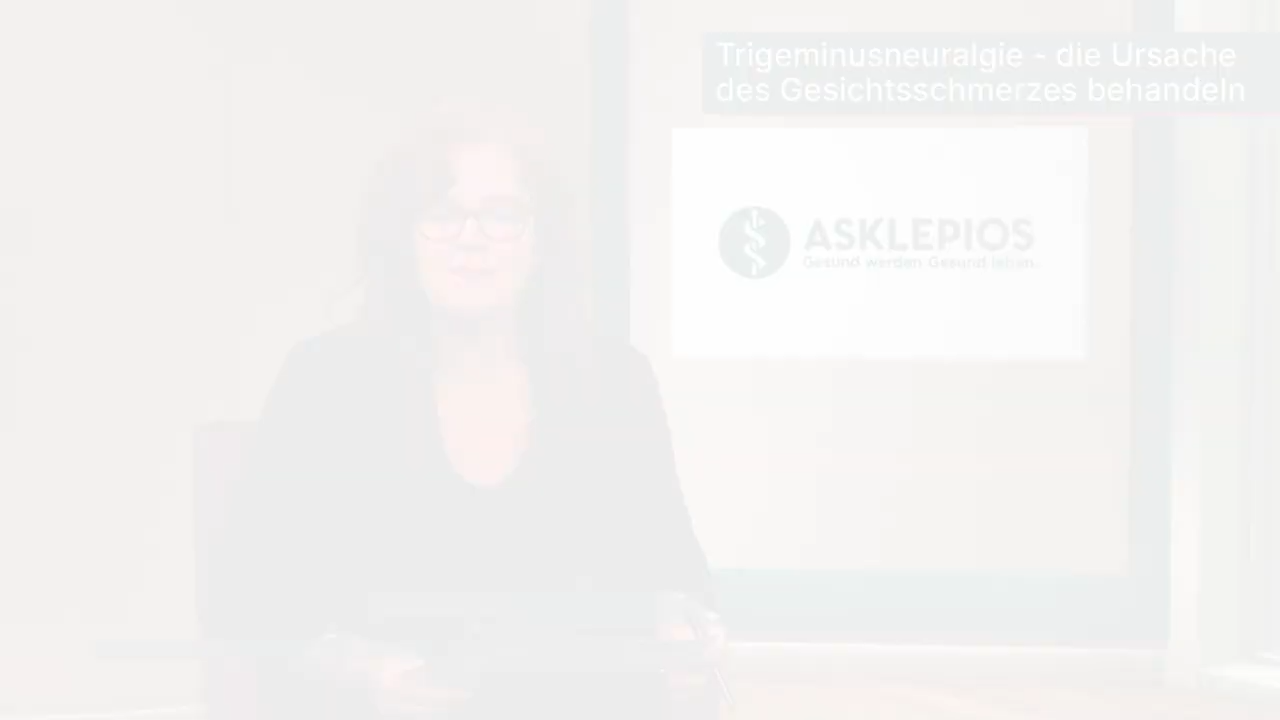 Trigeminusneuralgie - die Ursache
des Gesichtsschmerzes behandeln
ASKLEPIOS
Gesund werden. Gesund leben.